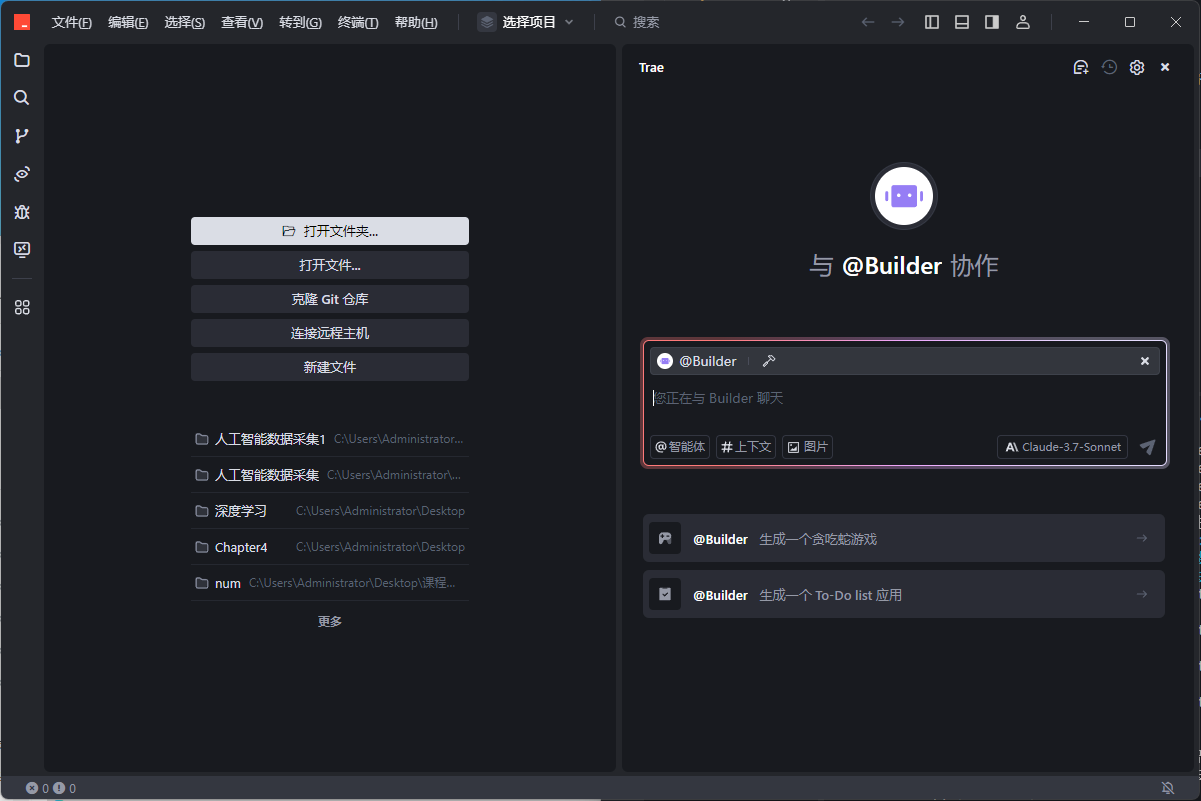 文件(F) 编辑(E) 选择(S) 查看(V) 转到(G) 终端(T) 帮助(H) 选择项目 搜索
Trae
与 @Builder 协作
打开文件夹...
打开文件...
克隆 Git 仓库
连接远程主机
新建文件
人工智能数据采集1 C:\Users\Administrator...
人工智能数据采集 C:\Users\Administrator\...
深度学习 C:\Users\Administrator\Desktop
Chapter4 C:\Users\Administrator\Desktop
num C:\Users\Administrator\Desktop\课程...
更多
@Builder
您正在与 Builder 聊天
@智能体 #上下文 图片 Claude-3.7-Sonnet
@Builder 生成一个贪吃蛇游戏
@Builder 生成一个 To-Do list 应用
0 0